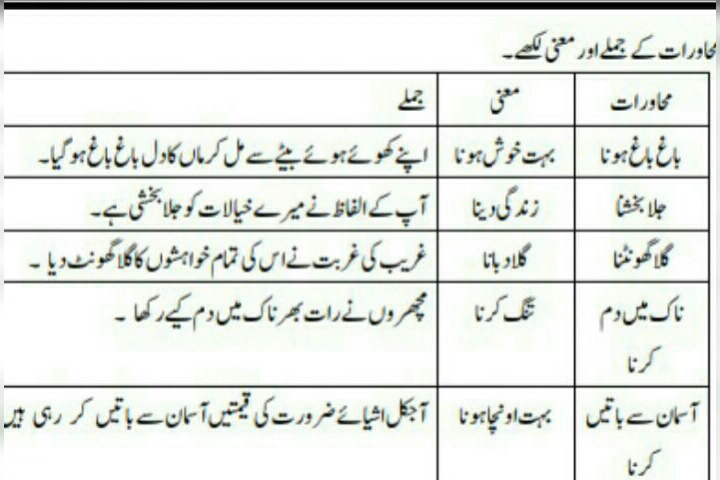 محاورات کے جملے اور معنی لکھے۔
محاورات معنی جملے
باغ باغ ہونا بہت خوش ہونا اپنے کھوئے ہوئے بیٹے سے مل کر ماں کا دل باغ باغ ہو گیا۔
جلا بخشنا زندگی دینا آپ کے الفاظ نے میرے خیالات کو جلا بخشی ہے۔
گلا گھونٹنا گلا دبانا غریب کی غربت نے اس کی تمام خواہشوں کا گلا گھونٹ دیا ۔
ناک میں دم تنگ کرنا مچھروں نے رات بھر ناک میں دم کیے رکھا ۔
کرنا
آسمان سے باتیں بہت اونچا ہونا آجکل اشیائے ضرورت کی قیمتیں آسمان سے باتیں کر رہی ہیں
کرنا